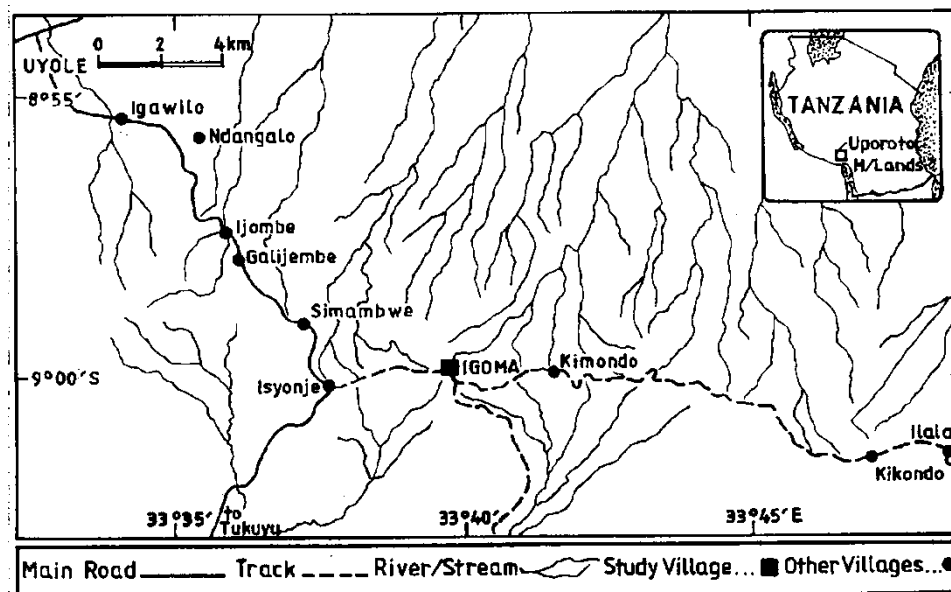 0 2 4km
UYOLE
8°55′
Igawilo
Ndangalo
TANZANIA
Uporoto
H/Lands
Ijombe
Galijembe
Simambwe
9°00′S
Isyonje
IGOMA
Kimondo
Ilala
Kikondo
to
Tukuyu
33°35′
33°40′
33°45′E
Main Road Track River/Stream Study Village... Other Villages...